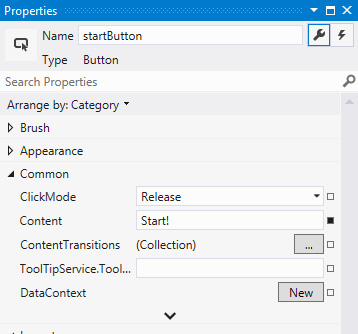 Properties
Name startButton
Type Button
Search Properties
Arrange by: Category
Brush
Appearance
Common
ClickMode Release
Content Start!
ContentTransitions (Collection) ...
ToolTipService.Tool...
DataContext New